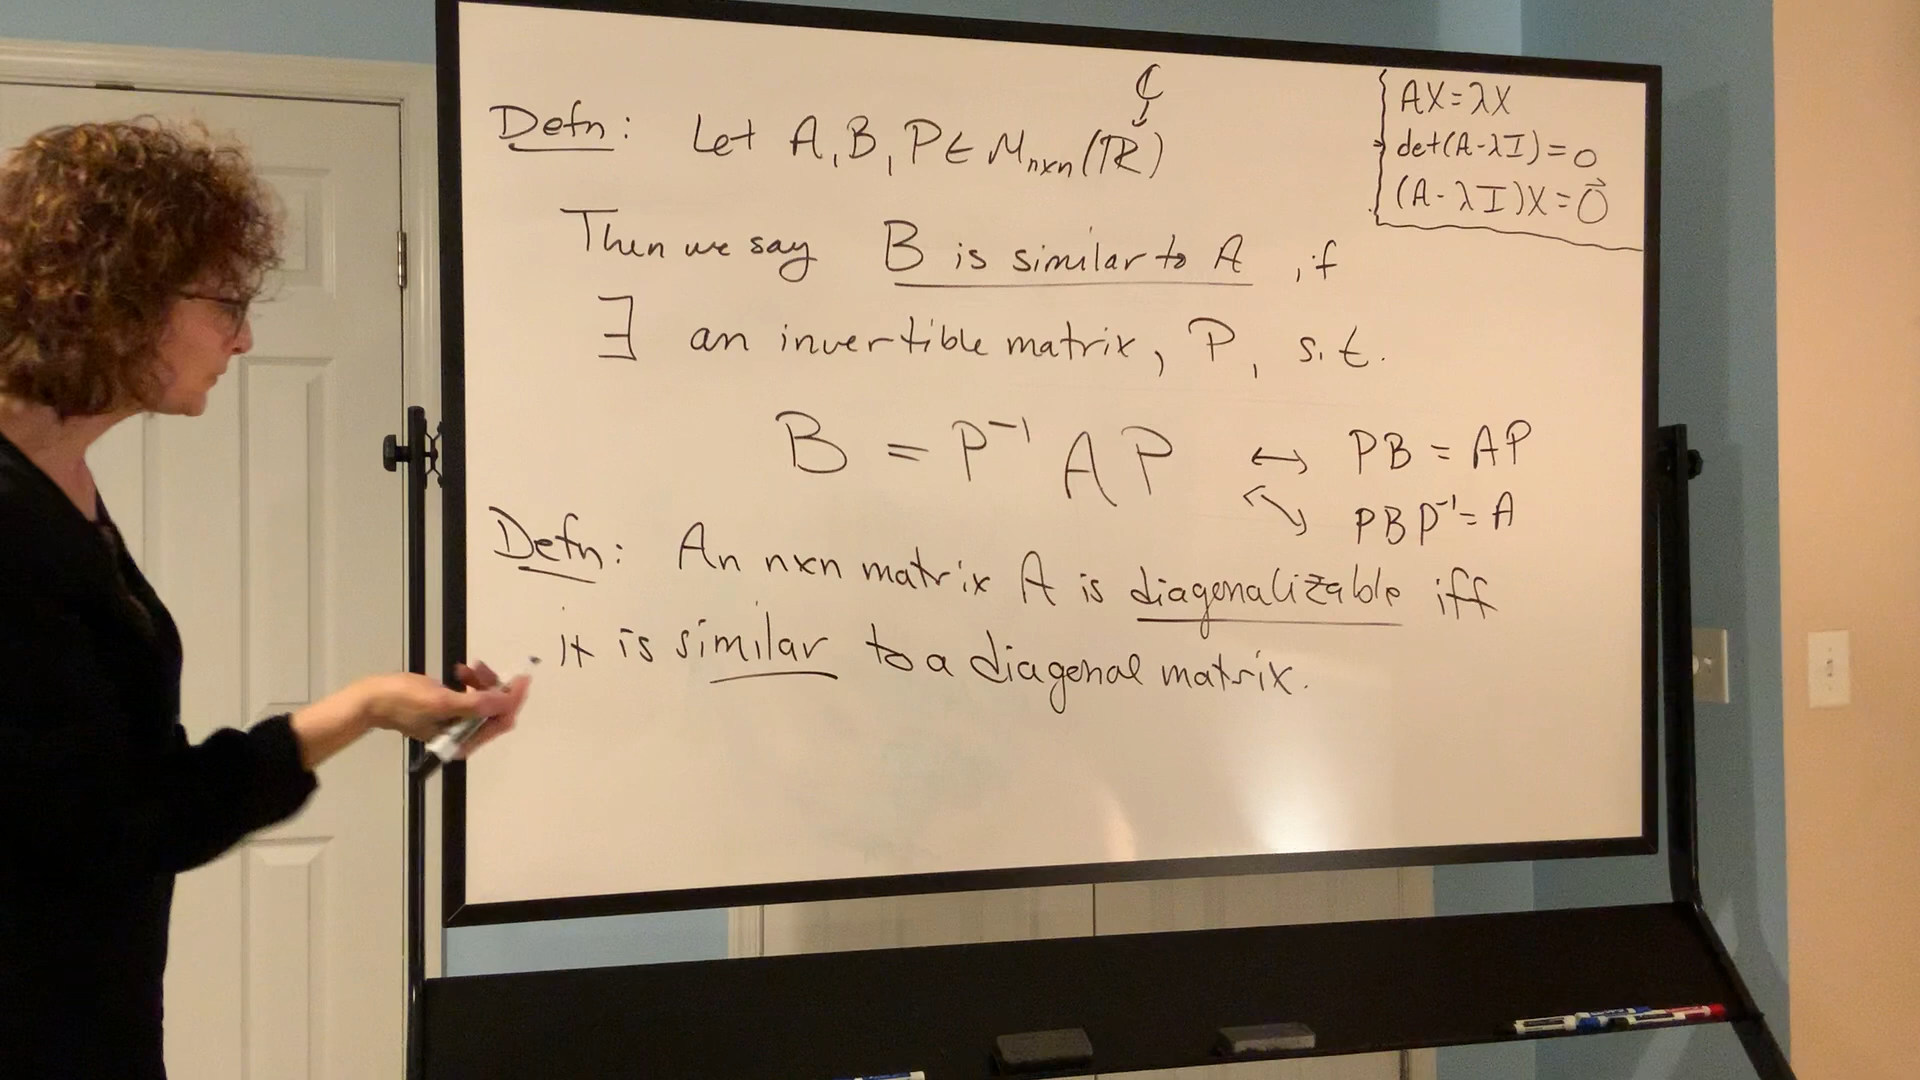 ℂ
↓
Defn: Let A, B, P ∈ Mnxn (ℝ)
Then we say B is similar to A, if
∃ an invertible matrix, P, s.t.
B = P⁻¹ A P ↔ PB = AP
↔ PBP⁻¹ = A
Defn: An nxn matrix A is diagonalizable iff
it is similar to a diagonal matrix.
AX = λX
det(A - λI) = 0
(A - λI)X = 0⃗